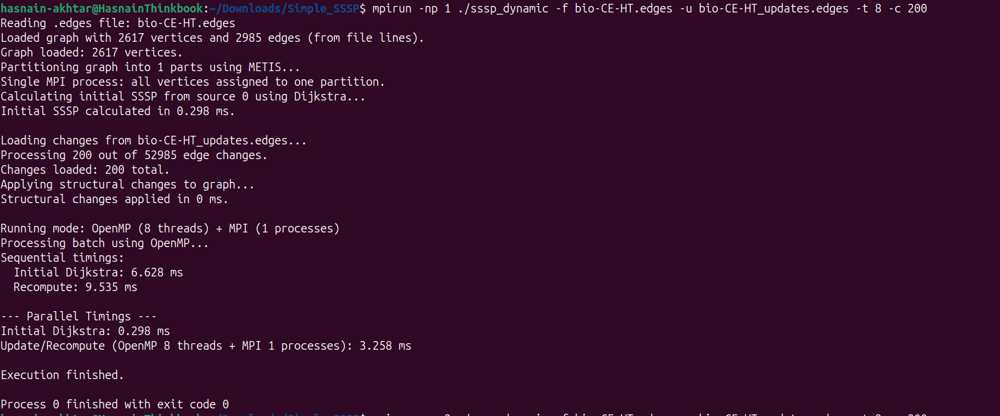 hasnain-akhtar@HasnainThinkbook:~/Downloads/Simple_SSSP$ mpirun -np 1 ./sssp_dynamic -f bio-CE-HT.edges -u bio-CE-HT_updates.edges -t 8 -c 200
Reading .edges file: bio-CE-HT.edges
Loaded graph with 2617 vertices and 2985 edges (from file lines).
Graph loaded: 2617 vertices.
Partitioning graph into 1 parts using METIS...
Single MPI process: all vertices assigned to one partition.
Calculating initial SSSP from source 0 using Dijkstra...
Initial SSSP calculated in 0.298 ms.
Loading changes from bio-CE-HT_updates.edges...
Processing 200 out of 52985 edge changes.
Changes loaded: 200 total.
Applying structural changes to graph...
Structural changes applied in 0 ms.
Running mode: OpenMP (8 threads) + MPI (1 processes)
Processing batch using OpenMP...
Sequential timings:
Initial Dijkstra: 6.628 ms
Recompute: 9.535 ms
--- Parallel Timings ---
Initial Dijkstra: 0.298 ms
Update/Recompute (OpenMP 8 threads + MPI 1 processes): 3.258 ms
Execution finished.
Process 0 finished with exit code 0